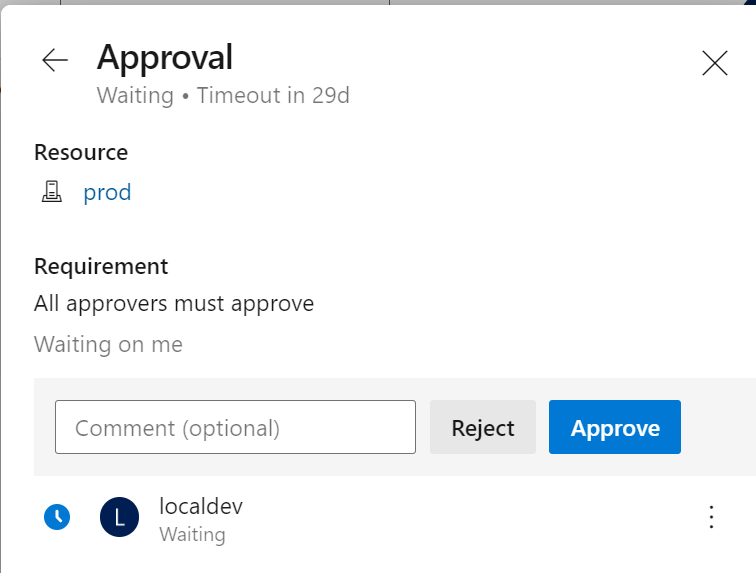 Approval
Waiting • Timeout in 29d
Resource
prod
Requirement
All approvers must approve
Waiting on me
Comment (optional)
Reject
Approve
L
localdev
Waiting